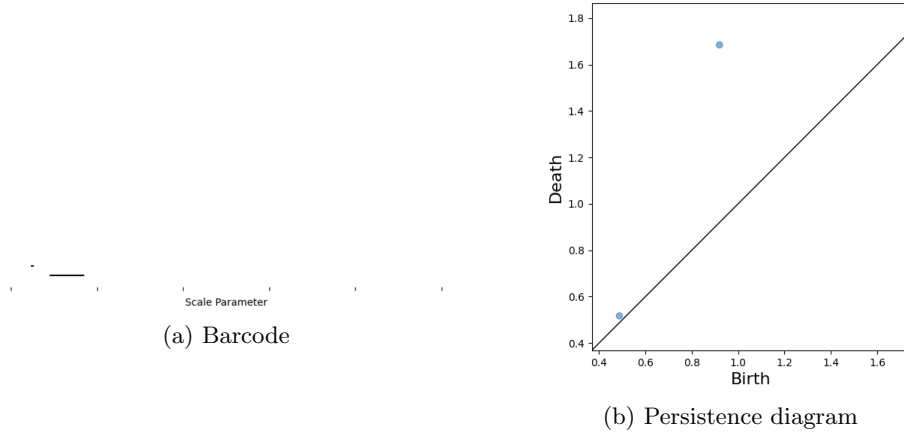 Scale Parameter
(a) Barcode
1.8
1.6
1.4
1.2
1.0
0.8
0.6
0.4
Death
0.4 0.6 0.8 1.0 1.2 1.4 1.6
Birth
(b) Persistence diagram